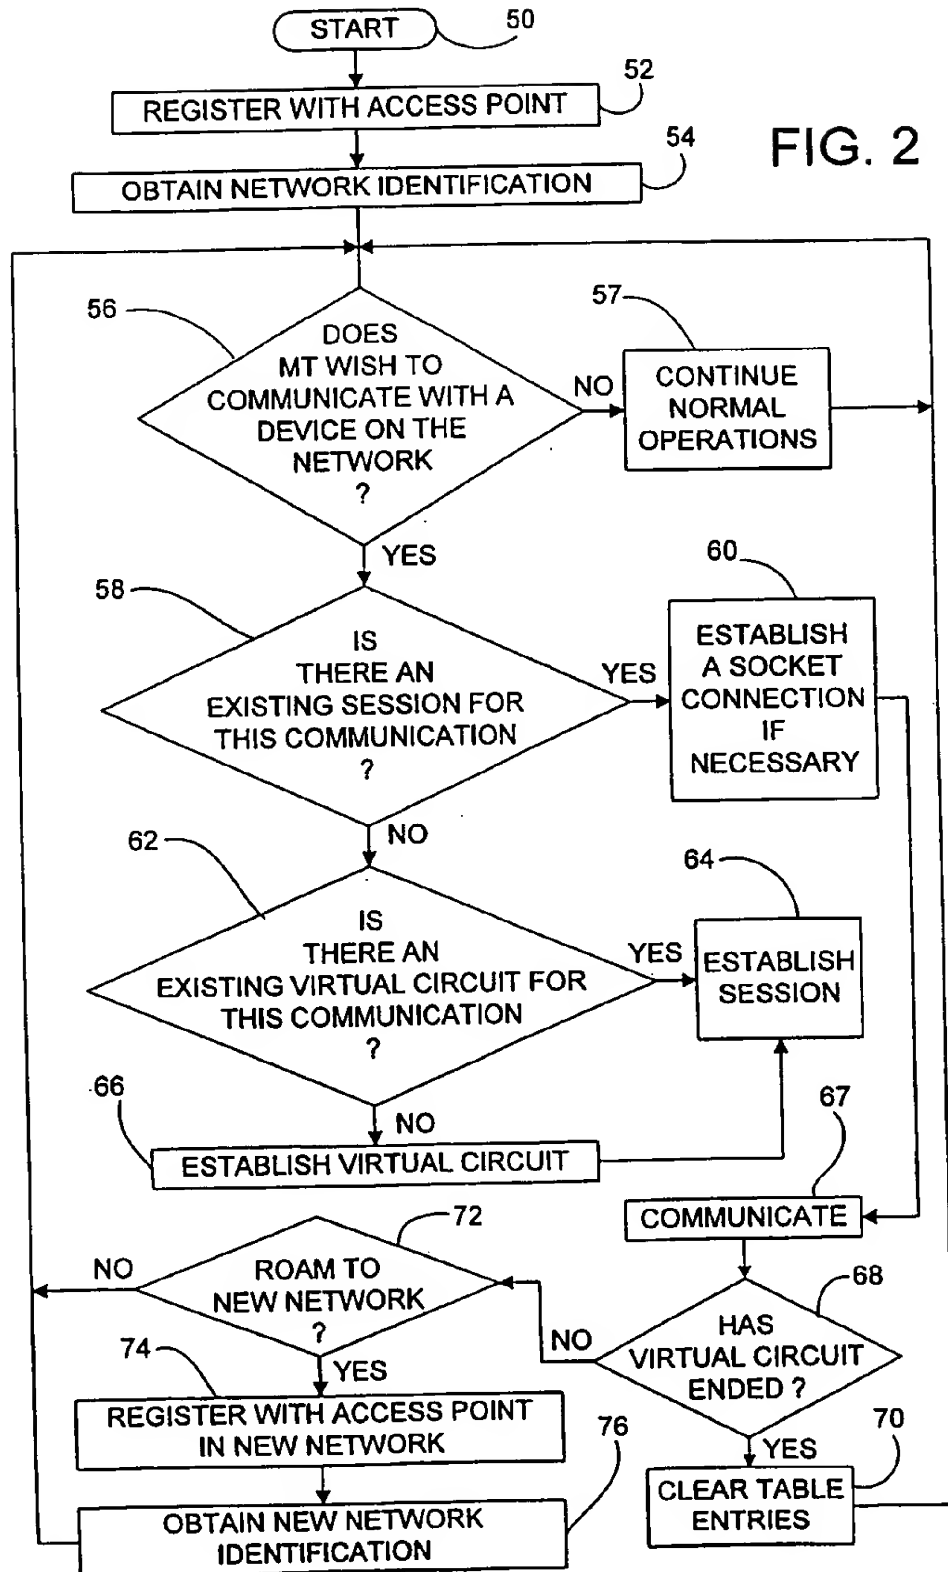 START
50
REGISTER WITH ACCESS POINT
52
FIG. 2
OBTAIN NETWORK IDENTIFICATION
54
56
DOES
MT WISH TO
COMMUNICATE WITH A
DEVICE ON THE
NETWORK
?
NO
57
CONTINUE
NORMAL
OPERATIONS
YES
58
IS
THERE AN
EXISTING SESSION FOR
THIS COMMUNICATION
?
YES
60
ESTABLISH
A SOCKET
CONNECTION
IF
NECESSARY
NO
62
IS
THERE AN
EXISTING VIRTUAL CIRCUIT FOR
THIS COMMUNICATION
?
YES
64
ESTABLISH
SESSION
NO
66
ESTABLISH VIRTUAL CIRCUIT
67
COMMUNICATE
68
HAS
VIRTUAL CIRCUIT
ENDED ?
NO
72
ROAM TO
NEW NETWORK
?
NO
YES
74
REGISTER WITH ACCESS POINT
IN NEW NETWORK
76
OBTAIN NEW NETWORK
IDENTIFICATION
YES
70
CLEAR TABLE
ENTRIES